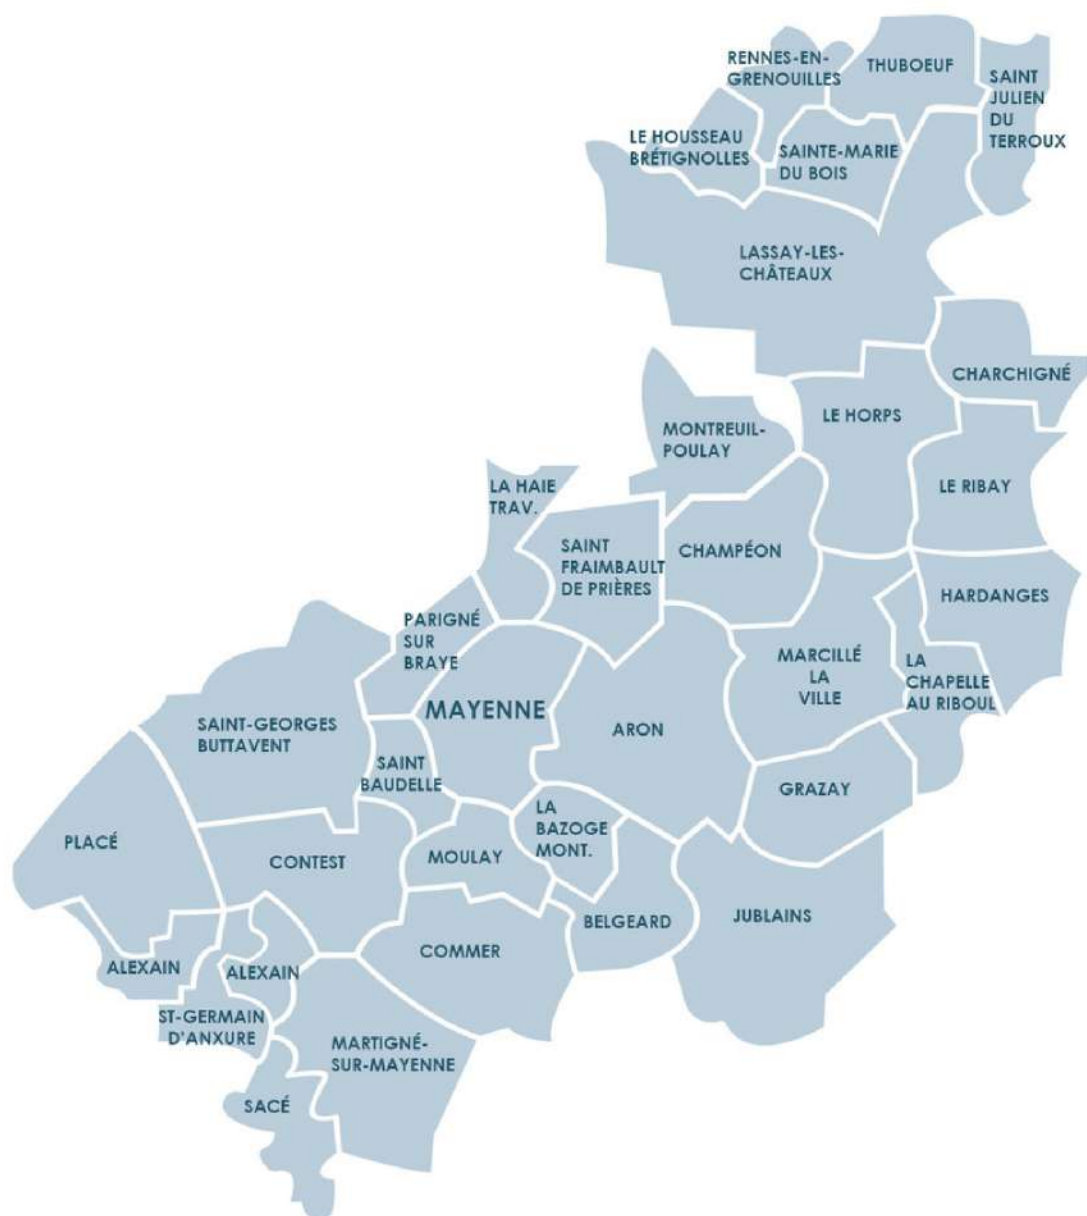 RENNES-EN-
GRENOUILLES
THUBOEUF
SAINT
JULIEN
DU
TERROUX
LE HOUSSEAU
BRÉTIGNOLLES
SAINTE-MARIE
DU BOIS
LASSAY-LES-
CHÂTEAUX
CHARCHIGNÉ
LE HORPS
MONTREUIL-
POULAY
LE RIBAY
LA HAIE
TRAV.
SAINT
FRAIMBAULT
DE PRIÈRES
CHAMPÉON
HARDANGES
PARIGNÉ
SUR
BRAYE
MARCILLÉ
LA
VILLE
LA
CHAPELLE
AU RIBOUL
MAYENNE
SAINT-GEORGES
BUTTAVENT
ARON
SAINT
BAUDELLE
GRAZAY
LA
BAZOGE
MONT.
PLACÉ
CONTEST
MOULAY
BELGEARD
JUBLAINS
COMMER
ALEXAIN
ALEXAIN
ST-GERMAIN
D'ANXURE
MARTIGNÉ-
SUR-MAYENNE
SACÉ